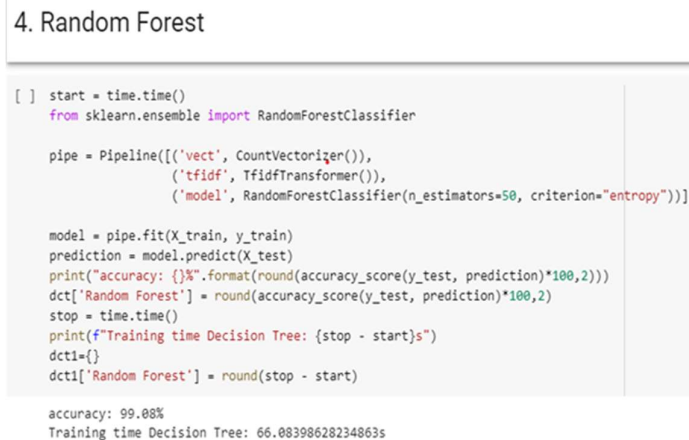 4. Random Forest
[ ] start = time.time()
from sklearn.ensemble import RandomForestClassifier
pipe = Pipeline([('vect', CountVectorizer()),
('tfidf', TfidfTransformer()),
('model', RandomForestClassifier(n_estimators=50, criterion="entropy"))]
model = pipe.fit(X_train, y_train)
prediction = model.predict(X_test)
print("accuracy: {}%".format(round(accuracy_score(y_test, prediction)*100,2)))
dct['Random Forest'] = round(accuracy_score(y_test, prediction)*100,2)
stop = time.time()
print(f"Training time Decision Tree: {stop - start}s")
dct1={}
dct1['Random Forest'] = round(stop - start)
accuracy: 99.08%
Training time Decision Tree: 66.08398628234863s